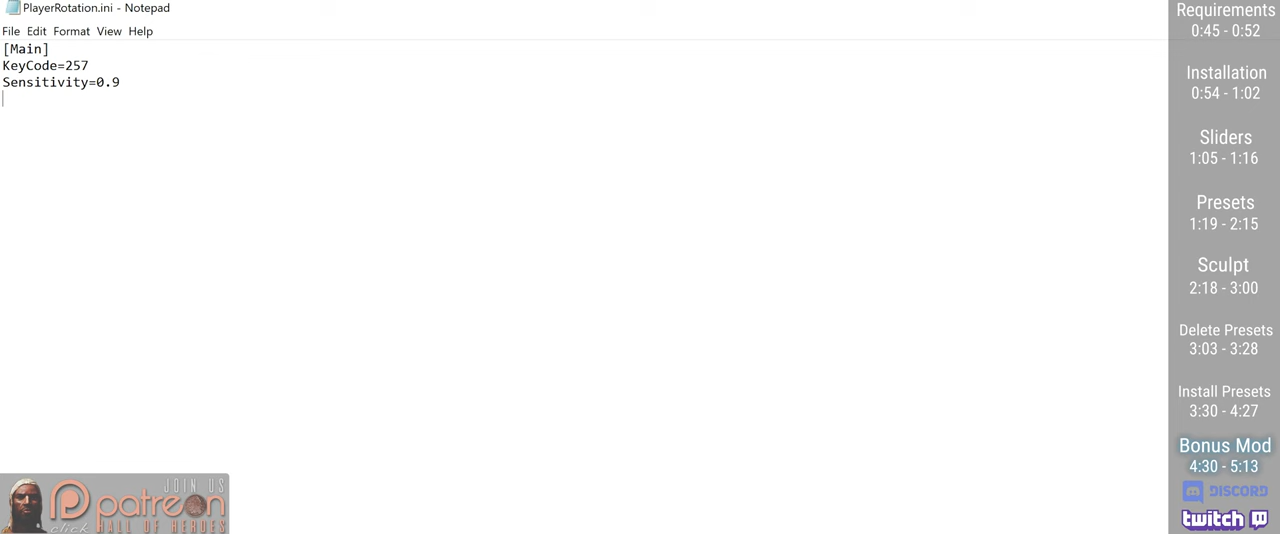 PlayerRotation.ini - Notepad
File Edit Format View Help
[Main]
KeyCode=257
Sensitivity=0.9
Requirements
0:45 - 0:52
Installation
0:54 - 1:02
Sliders
1:05 - 1:16
Presets
1:19 - 2:15
Sculpt
2:18 - 3:00
Delete Presets
3:03 - 3:28
Install Presets
3:30 - 4:27
Bonus Mod
4:30 - 5:13
DISCORD
twitch
JOIN US
patreon
click HALL OF HEROES